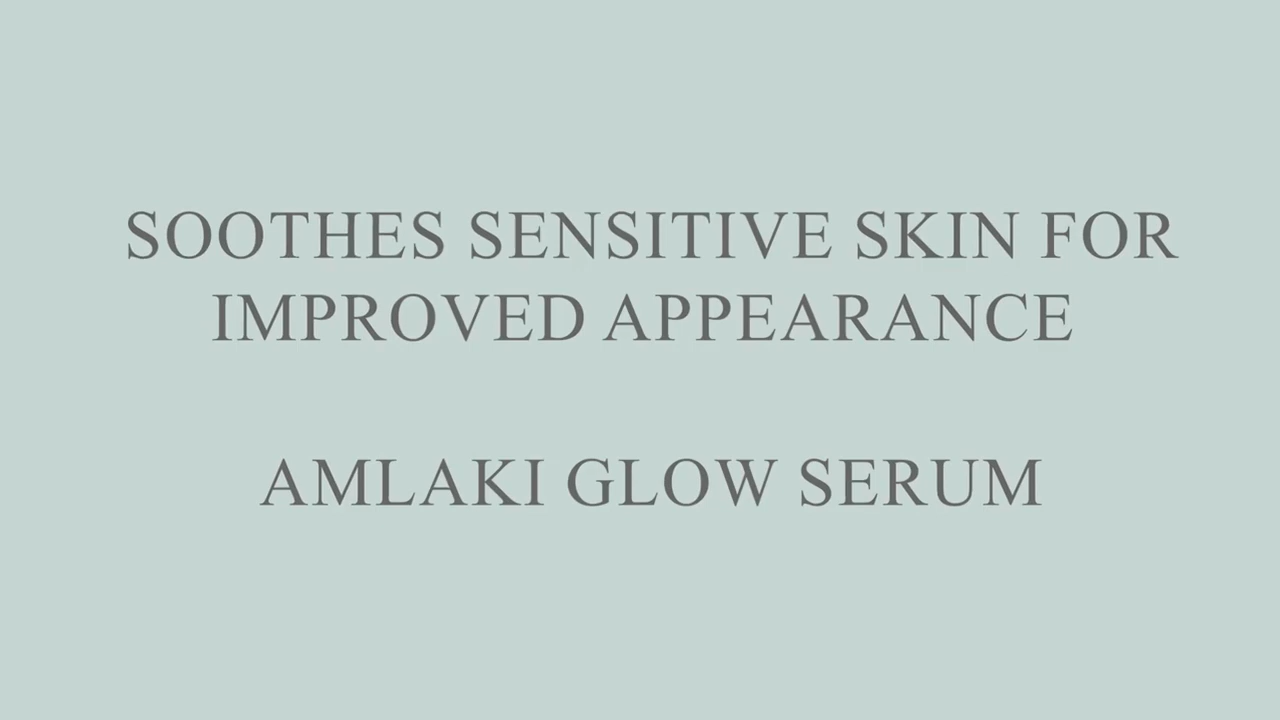 SOOTHES SENSITIVE SKIN FOR
IMPROVED APPEARANCE
AMLAKI GLOW SERUM